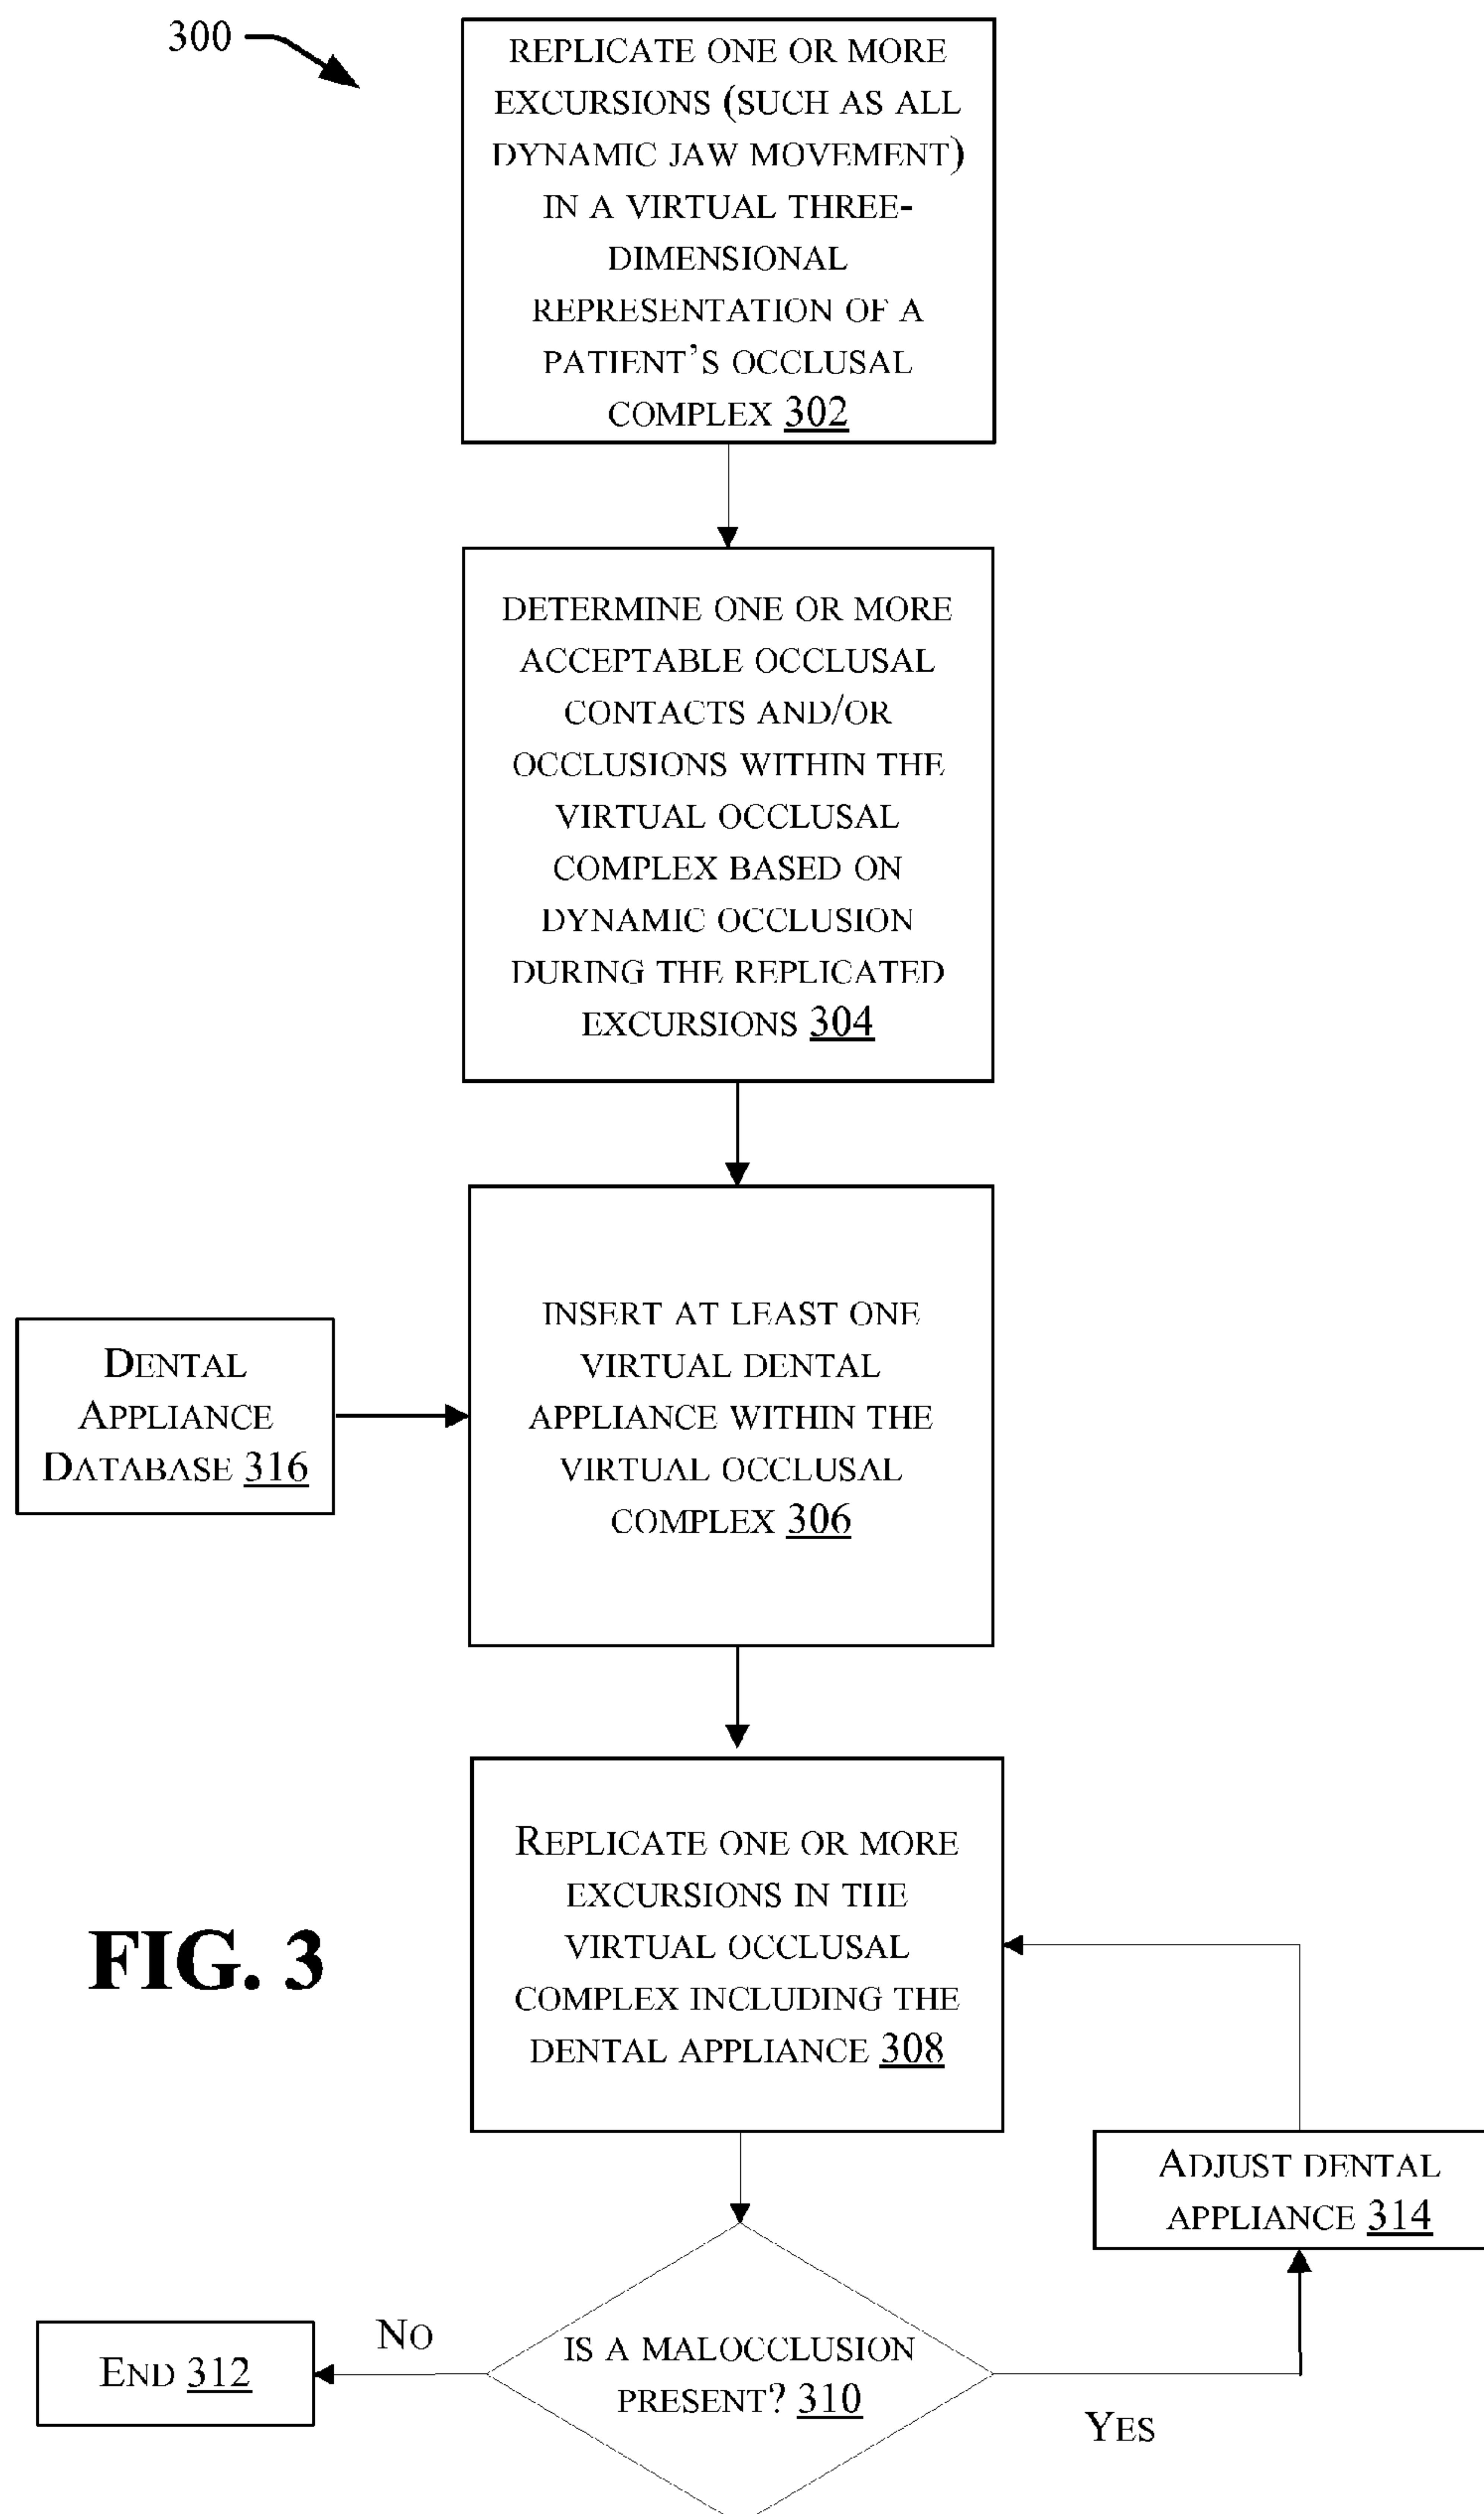 300
REPLICATE ONE OR MORE
EXCURSIONS (SUCH AS ALL
DYNAMIC JAW MOVEMENT)
IN A VIRTUAL THREE-
DIMENSIONAL
REPRESENTATION OF A
PATIENT'S OCCLUSAL
COMPLEX 302
DETERMINE ONE OR MORE
ACCEPTABLE OCCLUSAL
CONTACTS AND/OR
OCCLUSIONS WITHIN THE
VIRTUAL OCCLUSAL
COMPLEX BASED ON
DYNAMIC OCCLUSION
DURING THE REPLICATED
EXCURSIONS 304
INSERT AT LEAST ONE
VIRTUAL DENTAL
APPLIANCE WITHIN THE
VIRTUAL OCCLUSAL
COMPLEX 306
DENTAL
APPLIANCE
DATABASE 316
REPLICATE ONE OR MORE
EXCURSIONS IN THE
VIRTUAL OCCLUSAL
COMPLEX INCLUDING THE
DENTAL APPLIANCE 308
FIG. 3
ADJUST DENTAL
APPLIANCE 314
IS A MALOCCLUSION
PRESENT? 310
NO
END 312
YES